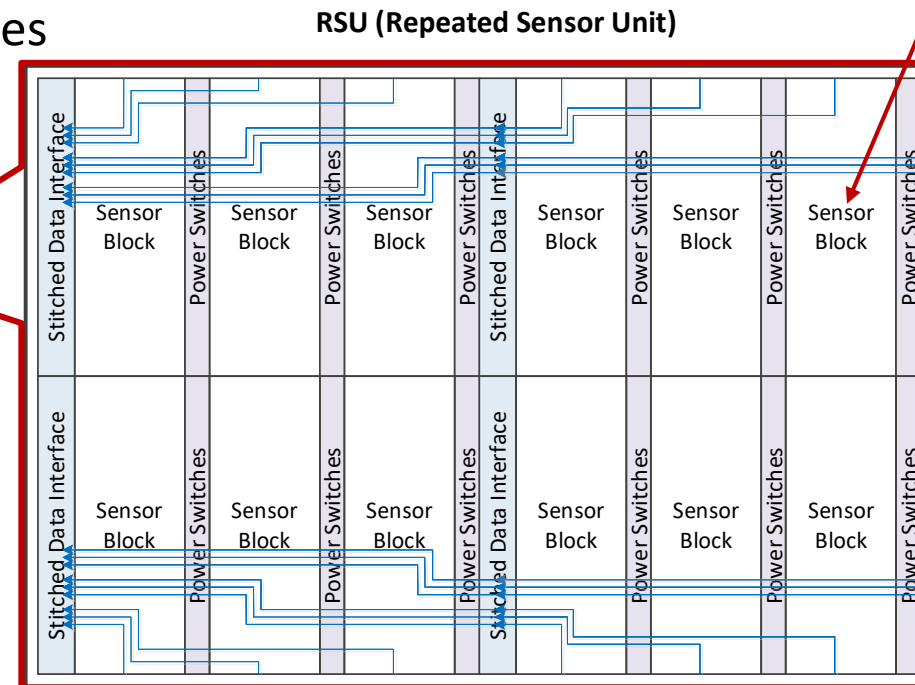 es
RSU (Repeated Sensor Unit)
Stitched Data Interface
Sensor
Block
Power Switches
Sensor
Block
Power Switches
Sensor
Block
Power Switches
Stitched Data Interface
Sensor
Block
Power Switches
Sensor
Block
Power Switches
Sensor
Block
Power Switches
Stitched Data Interface
Sensor
Block
Power Switches
Sensor
Block
Power Switches
Sensor
Block
Power Switches
Stitched Data Interface
Sensor
Block
Power Switches
Sensor
Block
Power Switches
Sensor
Block
Power Switches